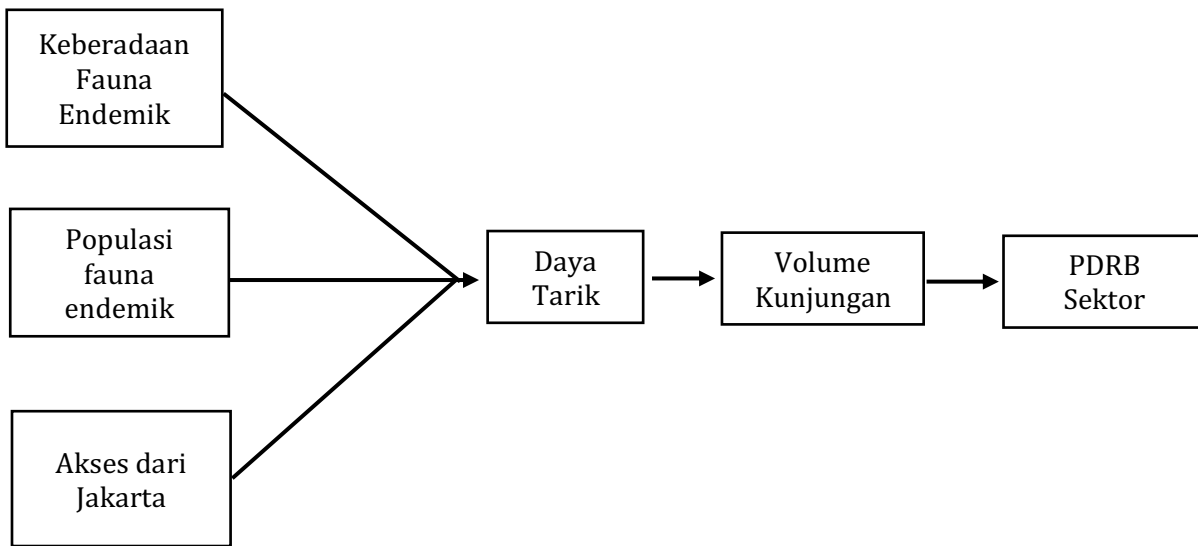 Keberadaan
Fauna
Endemik
Populasi
fauna
endemik
Akses dari
Jakarta
Daya
Tarik
Volume
Kunjungan
PDRB
Sektor